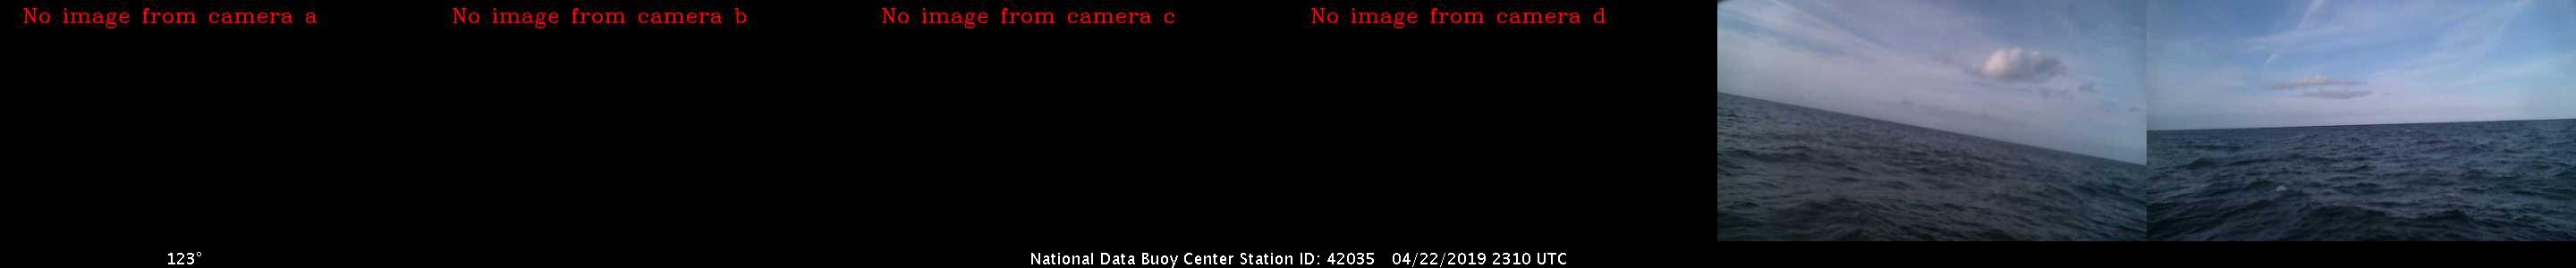 No image from camera a
No image from camera b
No image from camera c
No image from camera d
123°
National Data Buoy Center Station ID: 42035 04/22/2019 2310 UTC